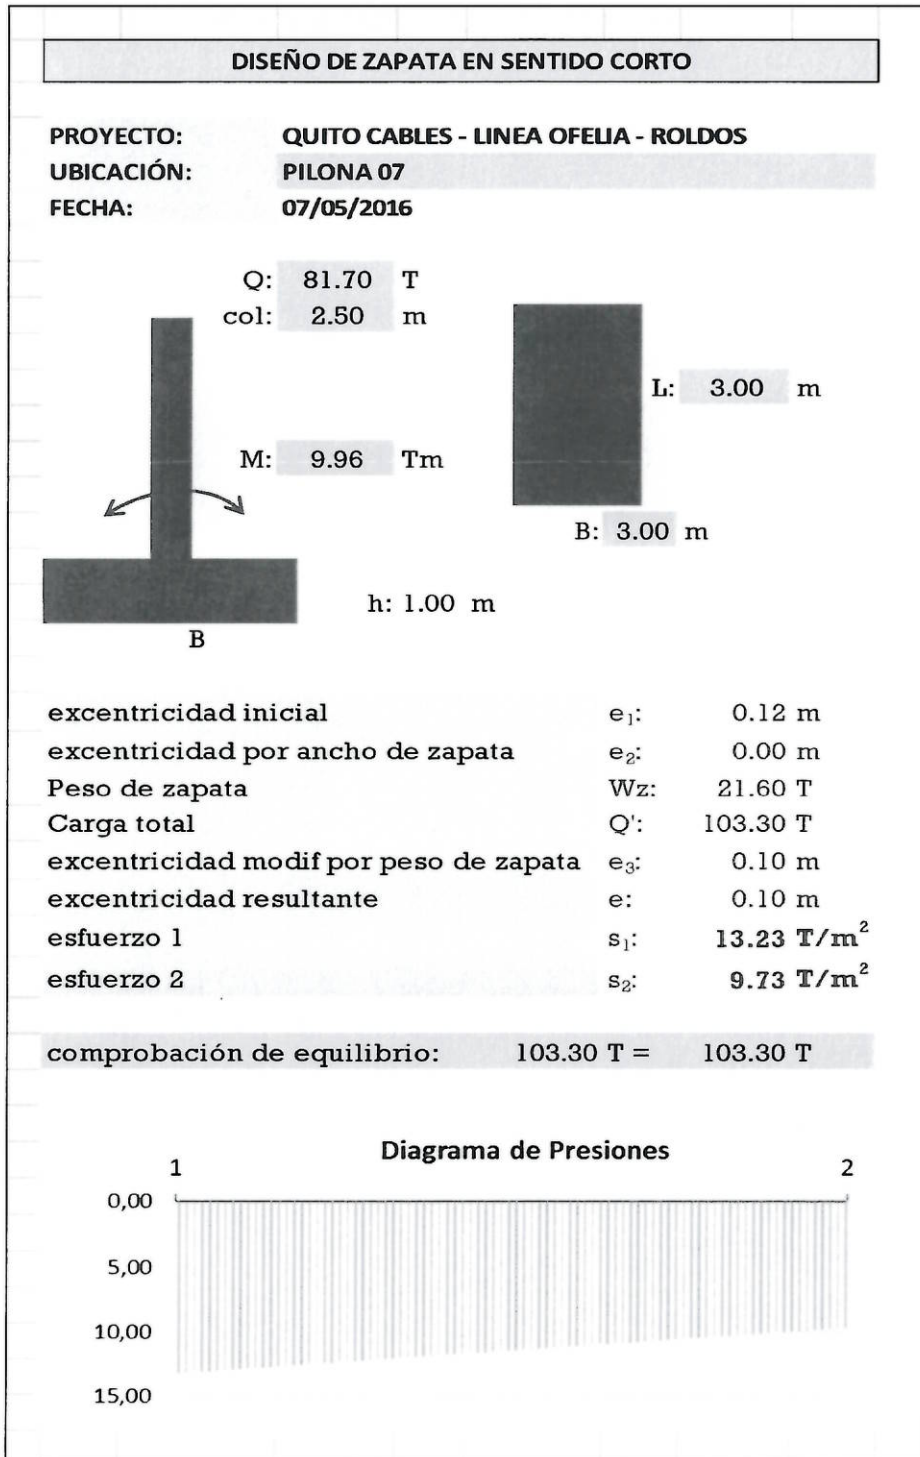 DISEÑO DE ZAPATA EN SENTIDO CORTO
PROYECTO: QUITO CABLES - LINEA OFELIA - ROLDOS
UBICACIÓN: PILONA 07
FECHA: 07/05/2016
Q: 81.70 T
col: 2.50 m
L: 3.00 m
M: 9.96 Tm
B: 3.00 m
h: 1.00 m
B
excentricidad inicial e₁: 0.12 m
excentricidad por ancho de zapata e₂: 0.00 m
Peso de zapata Wz: 21.60 T
Carga total Q': 103.30 T
excentricidad modif por peso de zapata e₃: 0.10 m
excentricidad resultante e: 0.10 m
esfuerzo 1 s₁: 13.23 T/m²
esfuerzo 2 s₂: 9.73 T/m²
comprobación de equilibrio: 103.30 T = 103.30 T
Diagrama de Presiones
1 2
0,00
5,00
10,00
15,00